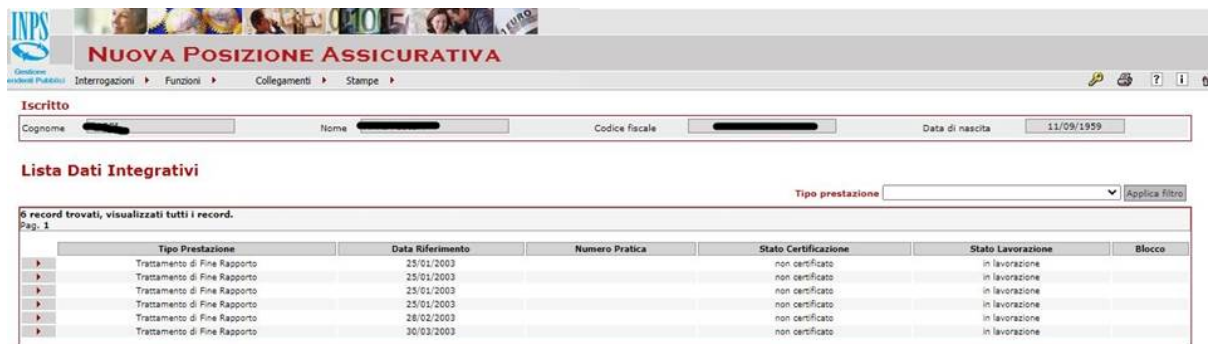 INPS
NUOVA POSIZIONE ASSICURATIVA
Gestione
Dipendenti Pubblici Interrogazioni Funzioni Collegamenti Stampe ? i
Iscritto
Cognome Nome Codice fiscale Data di nascita 11/09/1959
Lista Dati Integrativi
Tipo prestazione Applica filtro
6 record trovati, visualizzati tutti i record.
Pag. 1
Tipo Prestazione Data Riferimento Numero Pratica Stato Certificazione Stato Lavorazione Blocco
Trattamento di Fine Rapporto 25/01/2003 non certificato in lavorazione
Trattamento di Fine Rapporto 25/01/2003 non certificato in lavorazione
Trattamento di Fine Rapporto 25/01/2003 non certificato in lavorazione
Trattamento di Fine Rapporto 25/01/2003 non certificato in lavorazione
Trattamento di Fine Rapporto 28/02/2003 non certificato in lavorazione
Trattamento di Fine Rapporto 30/03/2003 non certificato in lavorazione